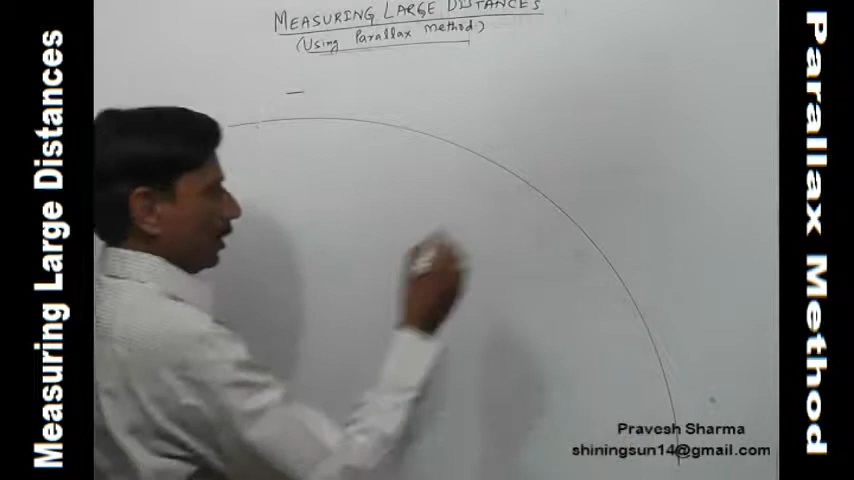 Measuring Large Distances
MEASURING LARGE DISTANCES
(Using Parallax Method)
Parallax Method
Pravesh Sharma
shiningsun14@gmail.com